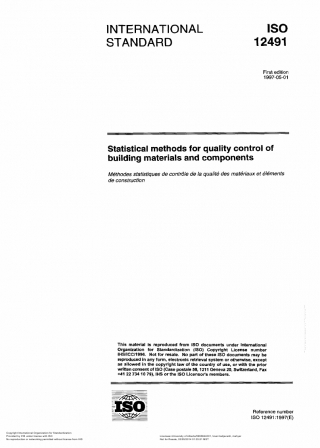 INTERNATIONAL
STANDARD
ISO
12491
First edition
1997-05-01
Statistical methods for quality control of
building materials and components
Méthodes statistiques de contrôle de la qualité des matériaux et éléments
de construction
This material is reproduced from ISO documents under International
Organization for Standardization (ISO) Copyright License number
IHS/ICC/1996. Not for resale. No part of these ISO documents may be
reproduced in any form, electronic retrieval system or otherwise, except
as allowed in the copyright law of the country of use, or with the prior
written consent of ISO (Case postale 56, 1211 Geneva 20, Switzerland, Fax
+41 22 734 10 79), IHS or the ISO Licensor's members.
ISO
Reference number
ISO 12491:1997(E)